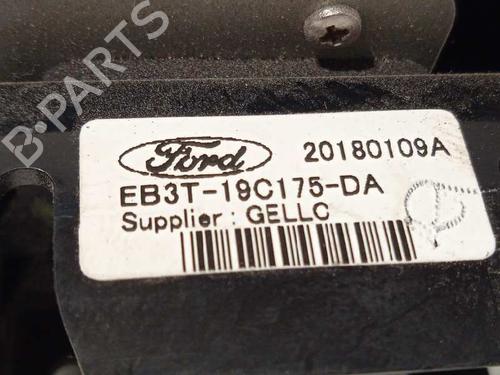 B-PARTS
Ford 20180109A
EB3T-19C175-DA
Supplier : GELLC